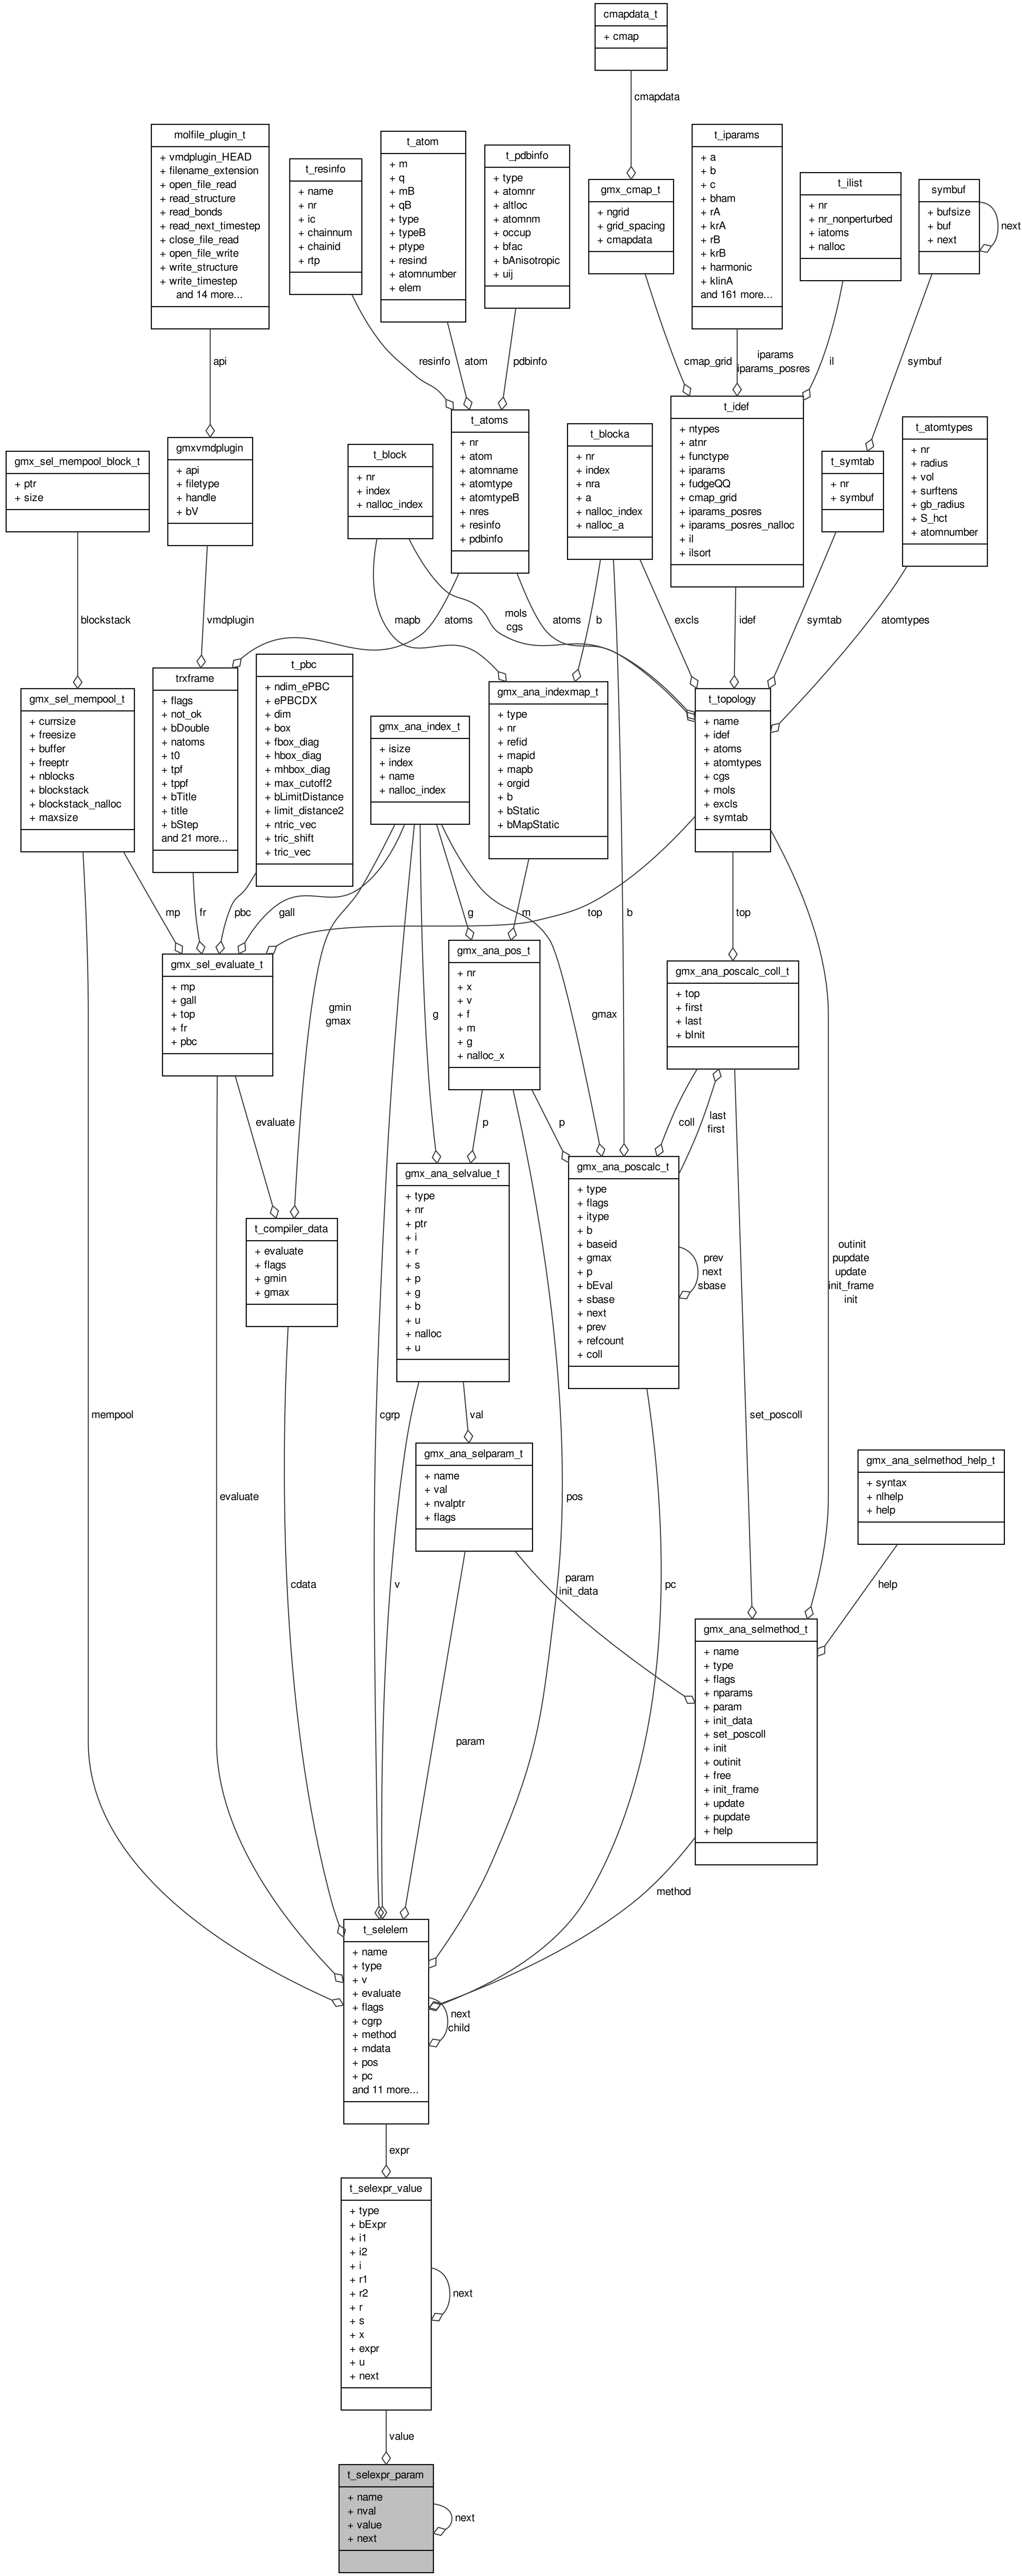 cmapdata_t
+ cmap
cmapdata
molfile_plugin_t
+ vmdplugin_HEAD
+ filename_extension
+ open_file_read
+ read_structure
+ read_bonds
+ read_next_timestep
+ close_file_read
+ open_file_write
+ write_structure
+ write_timestep
and 14 more...
t_resinfo
+ name
+ nr
+ ic
+ chainnum
+ chainid
+ rtp
t_atom
+ m
+ q
+ mB
+ qB
+ type
+ typeB
+ ptype
+ resind
+ atomnumber
+ elem
t_pdbinfo
+ type
+ atomnr
+ altloc
+ atomnm
+ occup
+ bfac
+ bAnisotropic
+ uij
gmx_cmap_t
+ ngrid
+ grid_spacing
+ cmapdata
t_iparams
+ a
+ b
+ c
+ bham
+ rA
+ krA
+ rB
+ krB
+ harmonic
+ klinA
and 161 more...
t_ilist
+ nr
+ nr_nonperturbed
+ iatoms
+ nalloc
symbuf
+ bufsize
+ buf
+ next
next
api
resinfo
atom
pdbinfo
cmap_grid
iparams
iparams_posres
il
symbuf
gmx_sel_mempool_block_t
+ ptr
+ size
gmxvmdplugin
+ api
+ filetype
+ handle
+ bV
t_block
+ nr
+ index
+ nalloc_index
t_atoms
+ nr
+ atom
+ atomname
+ atomtype
+ atomtypeB
+ nres
+ resinfo
+ pdbinfo
t_blocka
+ nr
+ index
+ nra
+ a
+ nalloc_index
+ nalloc_a
t_idef
+ ntypes
+ atnr
+ functype
+ iparams
+ fudgeQQ
+ cmap_grid
+ iparams_posres
+ iparams_posres_nalloc
+ il
+ ilsort
t_symtab
+ nr
+ symbuf
t_atomtypes
+ nr
+ radius
+ vol
+ surftens
+ gb_radius
+ S_hct
+ atomnumber
blockstack
vmdplugin
mapb
atoms
mols
cgs
atoms
b
excls
idef
symtab
atomtypes
gmx_sel_mempool_t
+ currsize
+ freesize
+ buffer
+ freeptr
+ nblocks
+ blockstack
+ blockstack_nalloc
+ maxsize
trxframe
+ flags
+ not_ok
+ bDouble
+ natoms
+ t0
+ tpf
+ tppf
+ bTitle
+ title
+ bStep
and 21 more...
t_pbc
+ ndim_ePBC
+ ePBCDX
+ dim
+ box
+ fbox_diag
+ hbox_diag
+ mhbox_diag
+ max_cutoff2
+ bLimitDistance
+ limit_distance2
+ ntric_vec
+ tric_shift
+ tric_vec
gmx_ana_index_t
+ isize
+ index
+ name
+ nalloc_index
gmx_ana_indexmap_t
+ type
+ nr
+ refid
+ mapid
+ mapb
+ orgid
+ b
+ bStatic
+ bMapStatic
t_topology
+ name
+ idef
+ atoms
+ atomtypes
+ cgs
+ mols
+ excls
+ symtab
mp
fr
pbc
gall
g
m
top
b
top
gmx_sel_evaluate_t
+ mp
+ gall
+ top
+ fr
+ pbc
gmin
gmax
g
gmx_ana_pos_t
+ nr
+ x
+ v
+ f
+ m
+ g
+ nalloc_x
gmax
gmx_ana_poscalc_coll_t
+ top
+ first
+ last
+ bInit
evaluate
p
p
coll
last
first
t_compiler_data
+ evaluate
+ flags
+ gmin
+ gmax
gmx_ana_selvalue_t
+ type
+ nr
+ ptr
+ i
+ r
+ s
+ p
+ g
+ b
+ u
+ nalloc
+ u
gmx_ana_poscalc_t
+ type
+ flags
+ itype
+ b
+ baseid
+ gmax
+ p
+ bEval
+ sbase
+ next
+ prev
+ refcount
+ coll
prev
next
sbase
outinit
pupdate
update
init_frame
init
mempool
cgrp
val
set_poscoll
gmx_ana_selparam_t
+ name
+ val
+ nvalptr
+ flags
gmx_ana_selmethod_help_t
+ syntax
+ nlhelp
+ help
evaluate
pos
cdata
v
param
init_data
pc
help
gmx_ana_selmethod_t
+ name
+ type
+ flags
+ nparams
+ param
+ init_data
+ set_poscoll
+ init
+ outinit
+ free
+ init_frame
+ update
+ pupdate
+ help
param
method
t_selelem
+ name
+ type
+ v
+ evaluate
+ flags
+ cgrp
+ method
+ mdata
+ pos
+ pc
and 11 more...
next
child
expr
t_selexpr_value
+ type
+ bExpr
+ i1
+ i2
+ i
+ r1
+ r2
+ r
+ s
+ x
+ expr
+ u
+ next
next
value
t_selexpr_param
+ name
+ nval
+ value
+ next
next